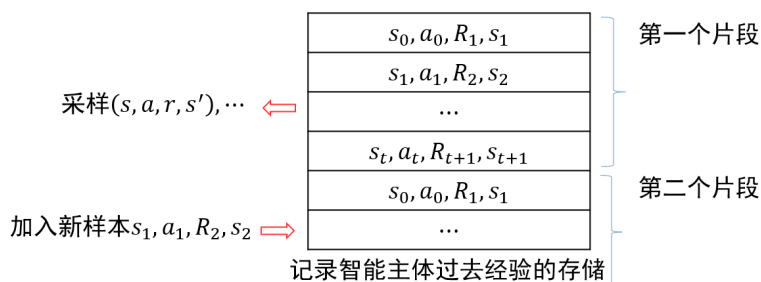 s₀, a₀, R₁, s₁
第一个片段
s₁, a₁, R₂, s₂
采样(s, a, r, s′), ⋯
⋯
sₜ, aₜ, Rₜ₊₁, sₜ₊₁
s₀, a₀, R₁, s₁
第二个片段
加入新样本s₁, a₁, R₂, s₂
⋯
记录智能主体过去经验的存储